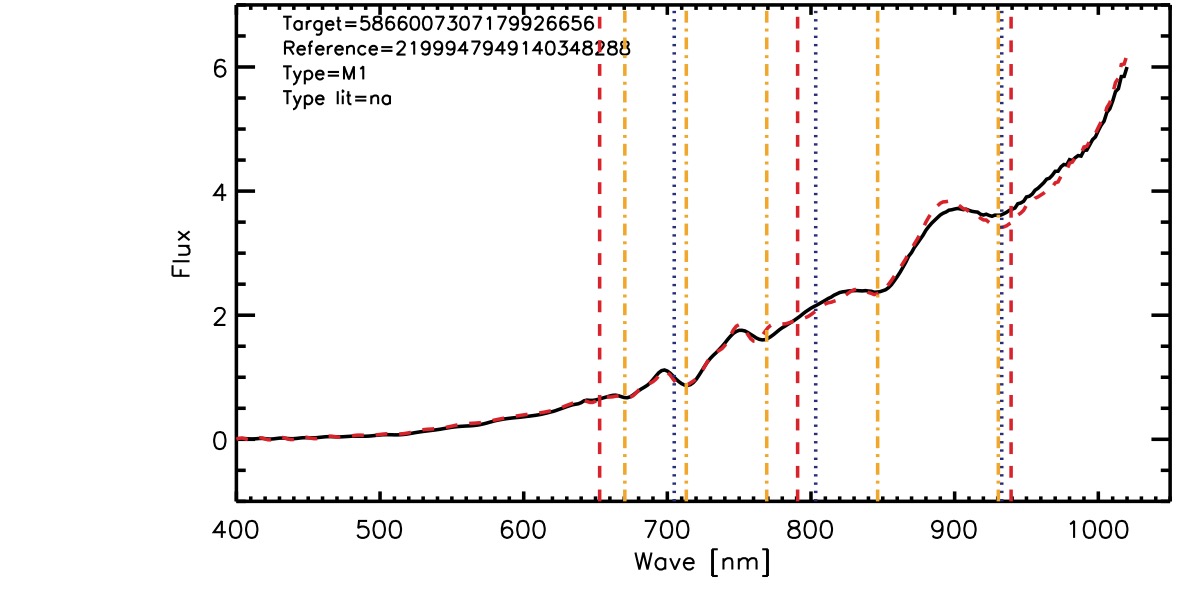 Target=5866007307179926656
Reference=2199947949140348288
Type=M1
Type lit=na
6
4
2
0
Flux
400 500 600 700 800 900 1000
Wave [nm]